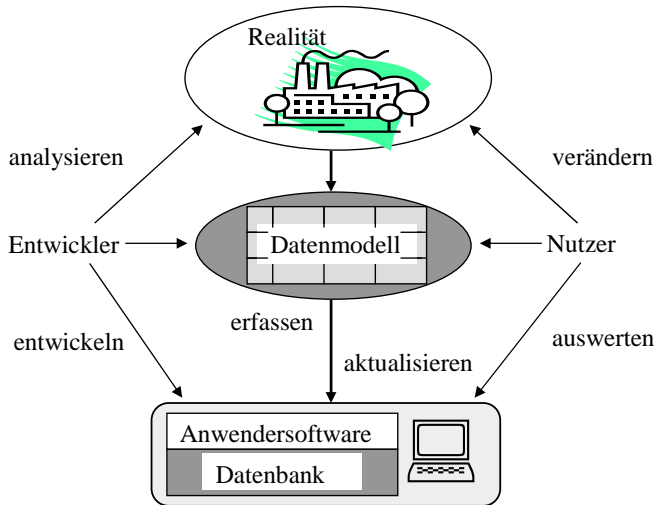 Realität
analysieren
verändern
Entwickler
Datenmodell
Nutzer
erfassen
entwickeln
auswerten
aktualisieren
Anwendersoftware
Datenbank